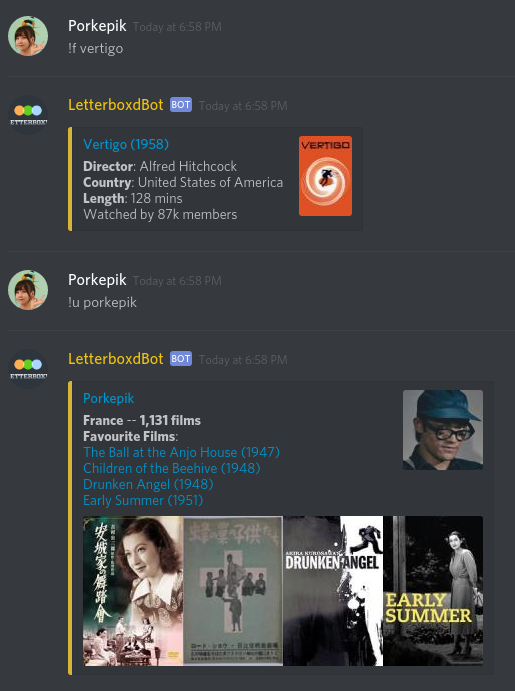 Porkepik Today at 6:58 PM
!f vertigo
LetterboxdBot BOT Today at 6:58 PM
ETTERBOX
Vertigo (1958)
VERTIGO
Director: Alfred Hitchcock
Country: United States of America
Length: 128 mins
Watched by 87k members
Porkepik Today at 6:58 PM
!u porkepik
LetterboxdBot BOT Today at 6:58 PM
ETTERBOX
Porkepik
France -- 1,131 films
Favourite Films:
The Ball at the Anjo House (1947)
Children of the Beehive (1948)
Drunken Angel (1948)
Early Summer (1951)
安城家の舞踏會
蜂の巣の子供たち
AKIRA KUROSAWA'S
DRUNKEN ANGEL
EARLY
SUMMER